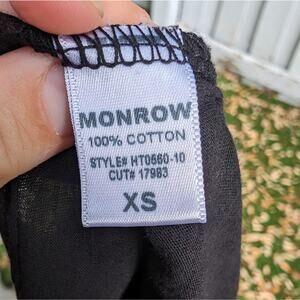 MONROW
100% COTTON
STYLE# HT0660-10
CUT# 17983
XS